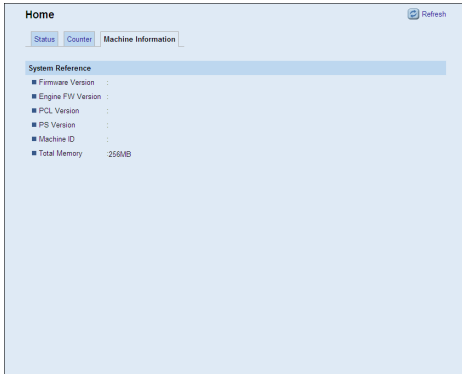 Home
Refresh
Status Counter Machine Information
System Reference
Firmware Version :
Engine FW Version :
PCL Version :
PS Version :
Machine ID :
Total Memory :256MB